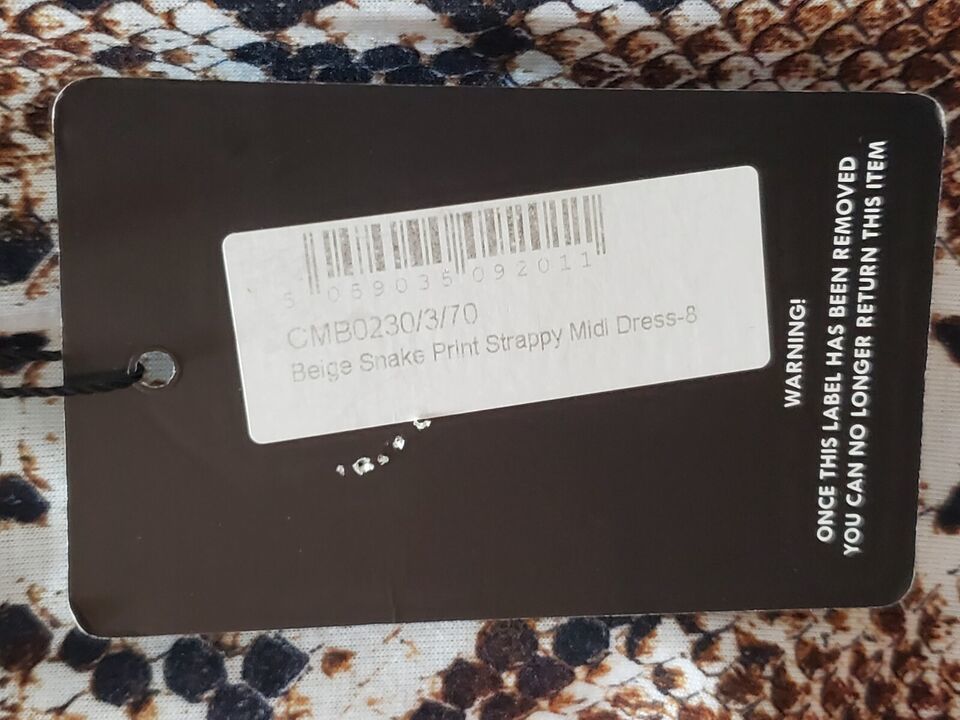 5 059035 092011
CMB0230/3/70
Beige Snake Print Strappy Midi Dress-8
WARNING!
ONCE THIS LABEL HAS BEEN REMOVED
YOU CAN NO LONGER RETURN THIS ITEM